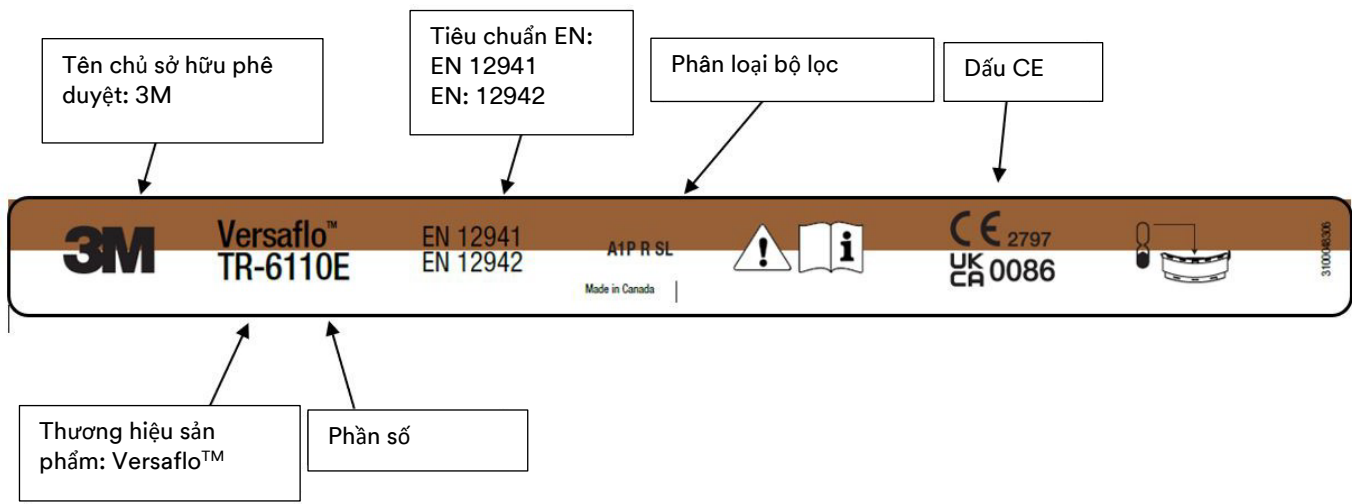 Tên chủ sở hữu phê
duyệt: 3M
Tiêu chuẩn EN:
EN 12941
EN: 12942
Phân loại bộ lọc
Dấu CE
3M
Versaflo™
TR-6110E
EN 12941
EN 12942
A1P R SL
Made in Canada
CE 2797
UK
CA 0086
3100048306
Thương hiệu sản
phẩm: Versaflo™
Phần số